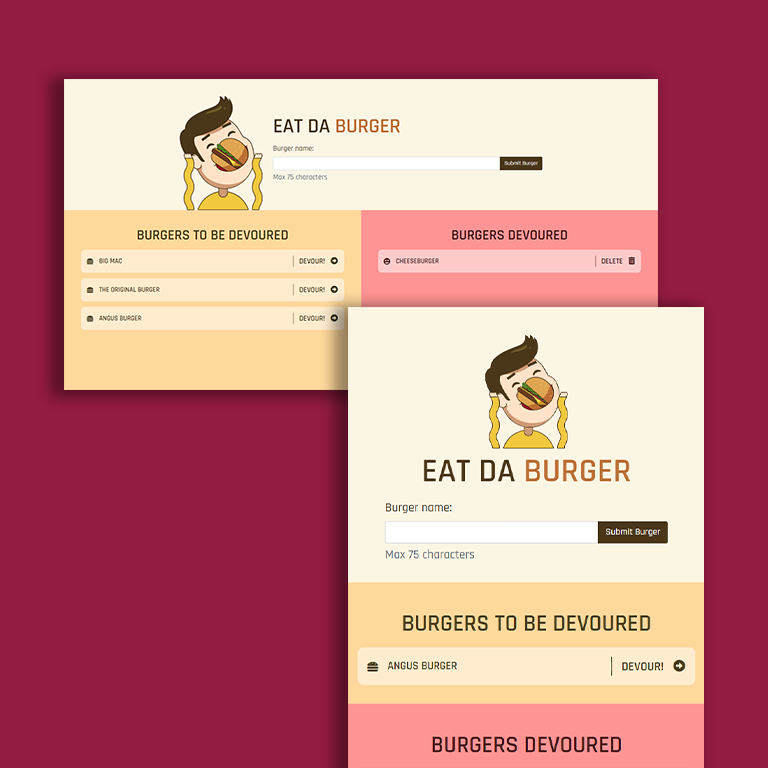 EAT DA BURGER
Burger name:
Submit Burger
Max 75 characters
BURGERS TO BE DEVOURED
BIG MAC
DEVOUR!
THE ORIGINAL BURGER
DEVOUR!
ANGUS BURGER
DEVOUR!
BURGERS DEVOURED
CHEESEBURGER
DELETE
EAT DA BURGER
Burger name:
Submit Burger
Max 75 characters
BURGERS TO BE DEVOURED
ANGUS BURGER
DEVOUR!
BURGERS DEVOURED